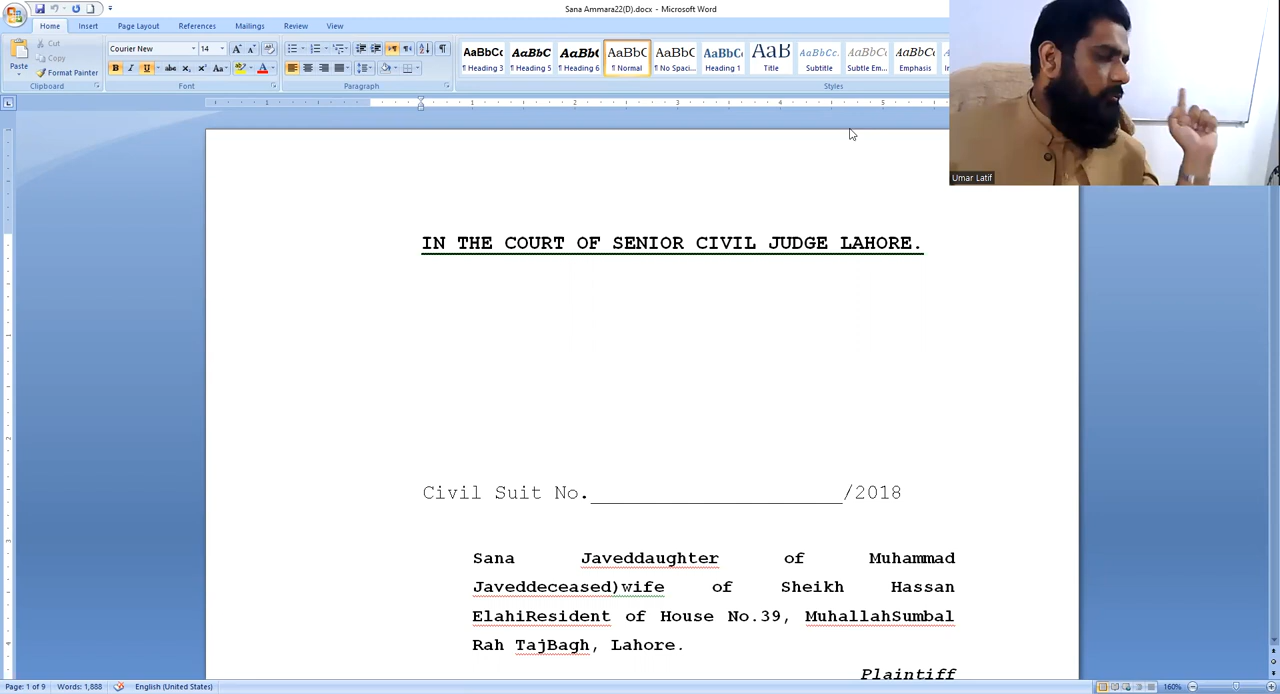 Sana Ammara22(D).docx - Microsoft Word
Home Insert Page Layout References Mailings Review View
Paste
Cut
Copy
Format Painter
Clipboard
Courier New 14
Font
Paragraph
AaBbCc AaBbC AaBbCc AaBbC AaBbC AaBbC AaB AaBbCc. AaBbCc. AaBbCc
Heading 3 Heading 5 Heading 6 ¶ Normal ¶ No Spaci... Heading 1 Title Subtitle Subtle Em... Emphasis
Styles
Umar Latif
IN THE COURT OF SENIOR CIVIL JUDGE LAHORE.
Civil Suit No._____________________/2018
Sana Javeddaughter of Muhammad
Javeddeceased)wife of Sheikh Hassan
ElahiResident of House No.39, MuhallahSumbal
Rah TajBagh, Lahore.
Plaintiff
Page: 1 of 9 Words: 1,888 English (United States) 160%